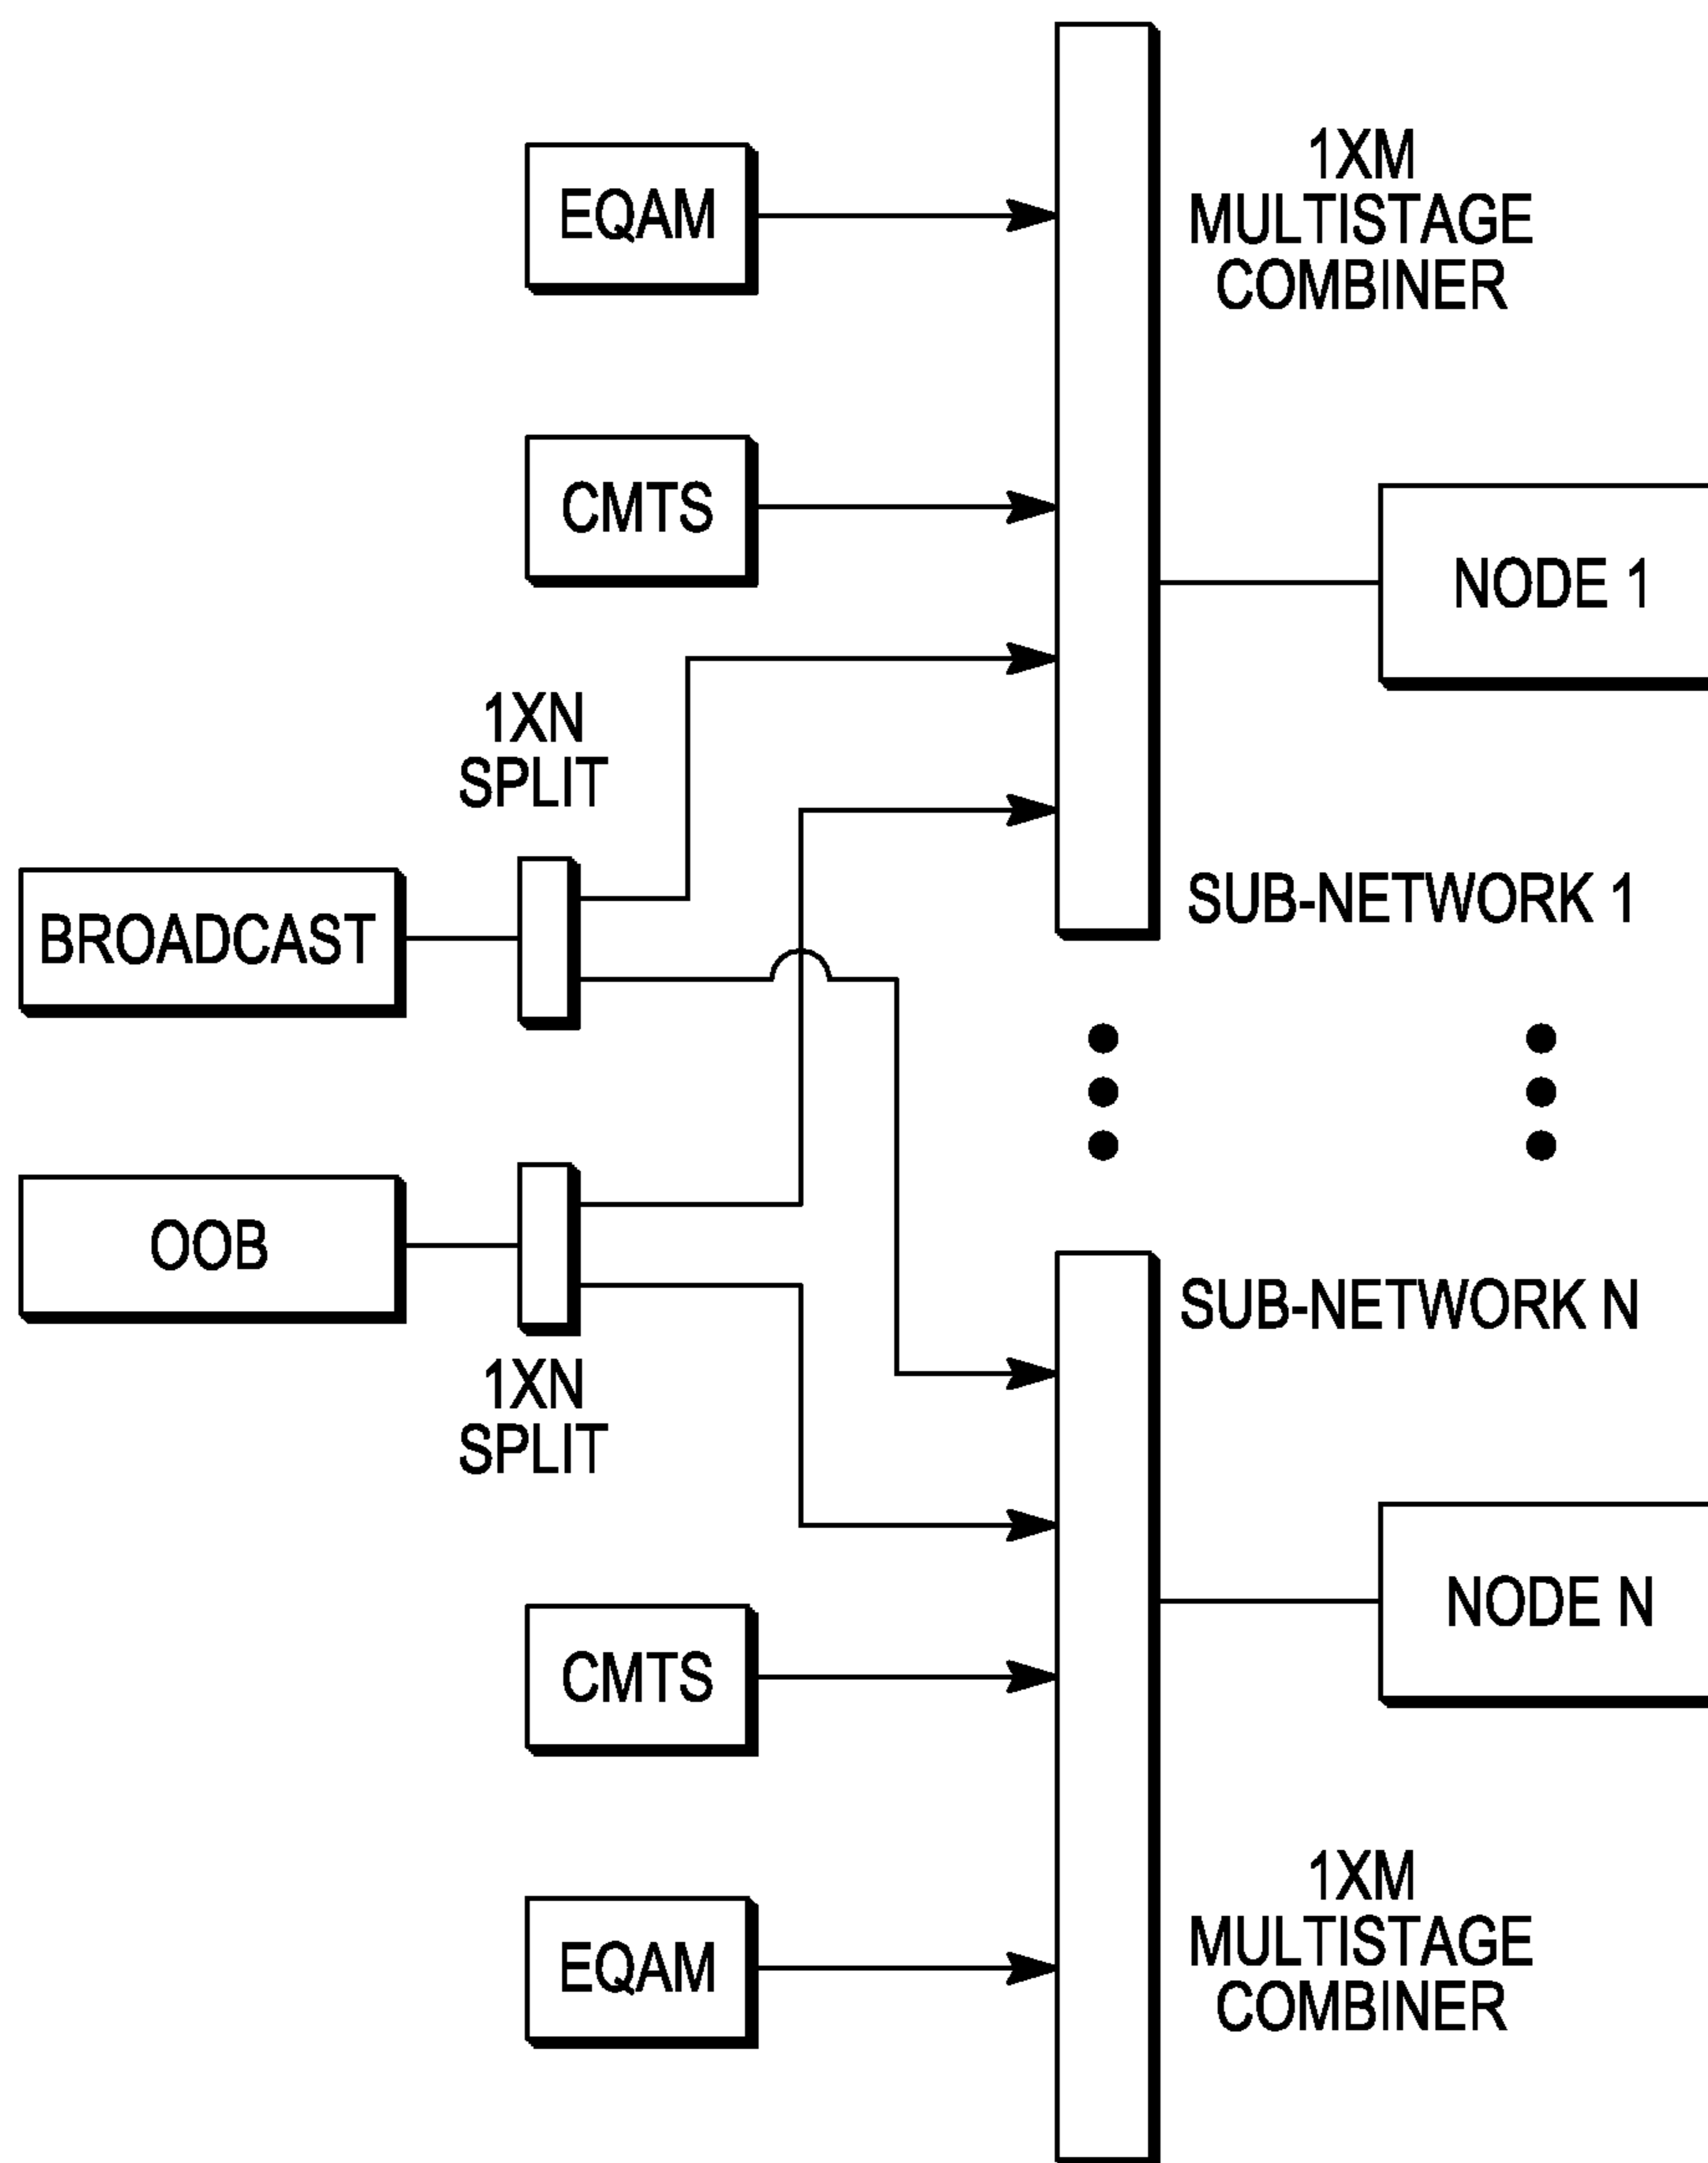 EQAM
1XM
MULTISTAGE
COMBINER
CMTS
NODE 1
1XN
SPLIT
BROADCAST
SUB-NETWORK 1
OOB
SUB-NETWORK N
1XN
SPLIT
NODE N
CMTS
EQAM
1XM
MULTISTAGE
COMBINER